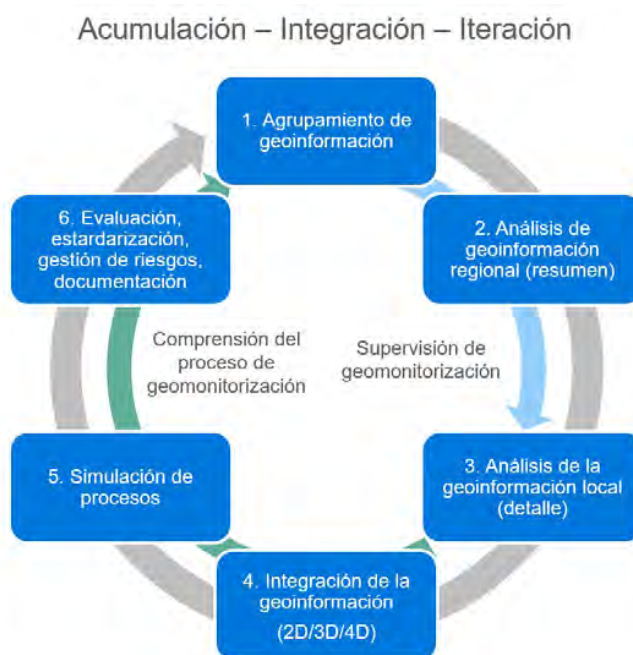 Acumulación – Integración – Iteración
1. Agrupamiento de
geoinformación
2. Análisis de
geoinformación
regional (resumen)
3. Análisis de la
geoinformación local
(detalle)
4. Integración de la
geoinformación
(2D/3D/4D)
5. Simulación de
procesos
6. Evaluación,
estardarización,
gestión de riesgos,
documentación
Comprensión del
proceso de
geomonitorización
Supervisión de
geomonitorización